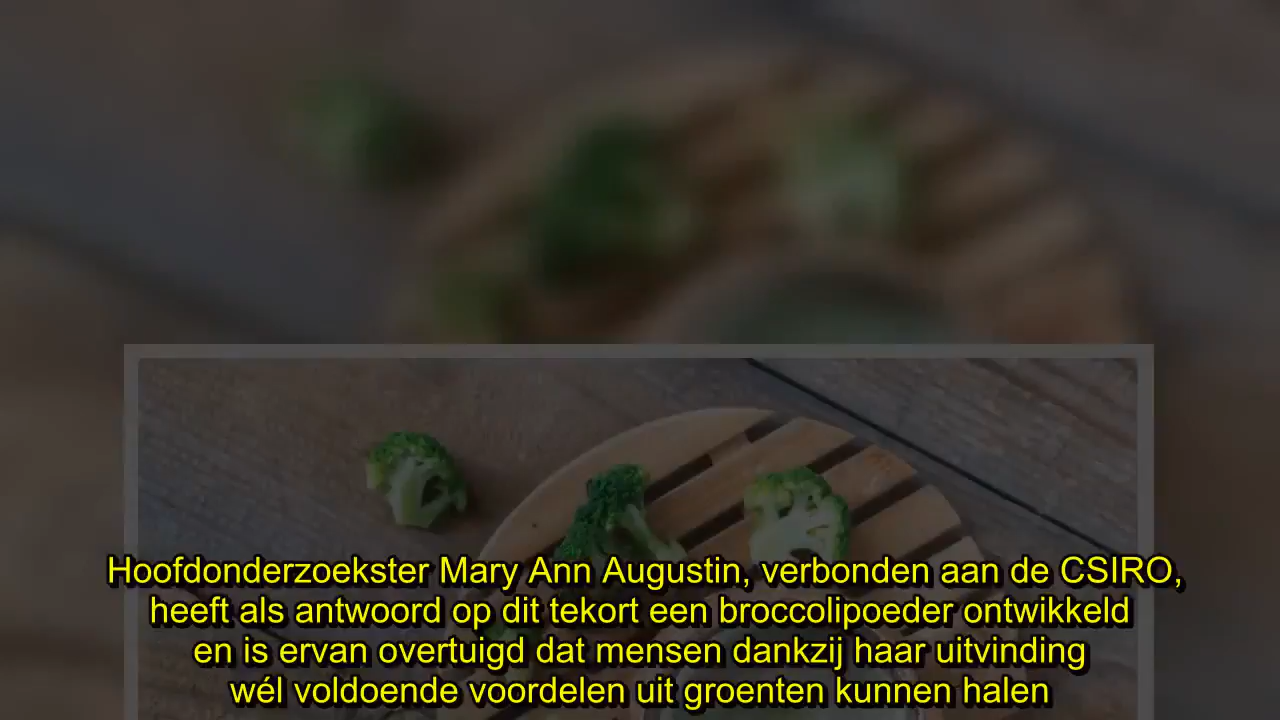 Hoofdonderzoekster Mary Ann Augustin, verbonden aan de CSIRO,
heeft als antwoord op dit tekort een broccolipoeder ontwikkeld
en is ervan overtuigd dat mensen dankzij haar uitvinding
wél voldoende voordelen uit groenten kunnen halen